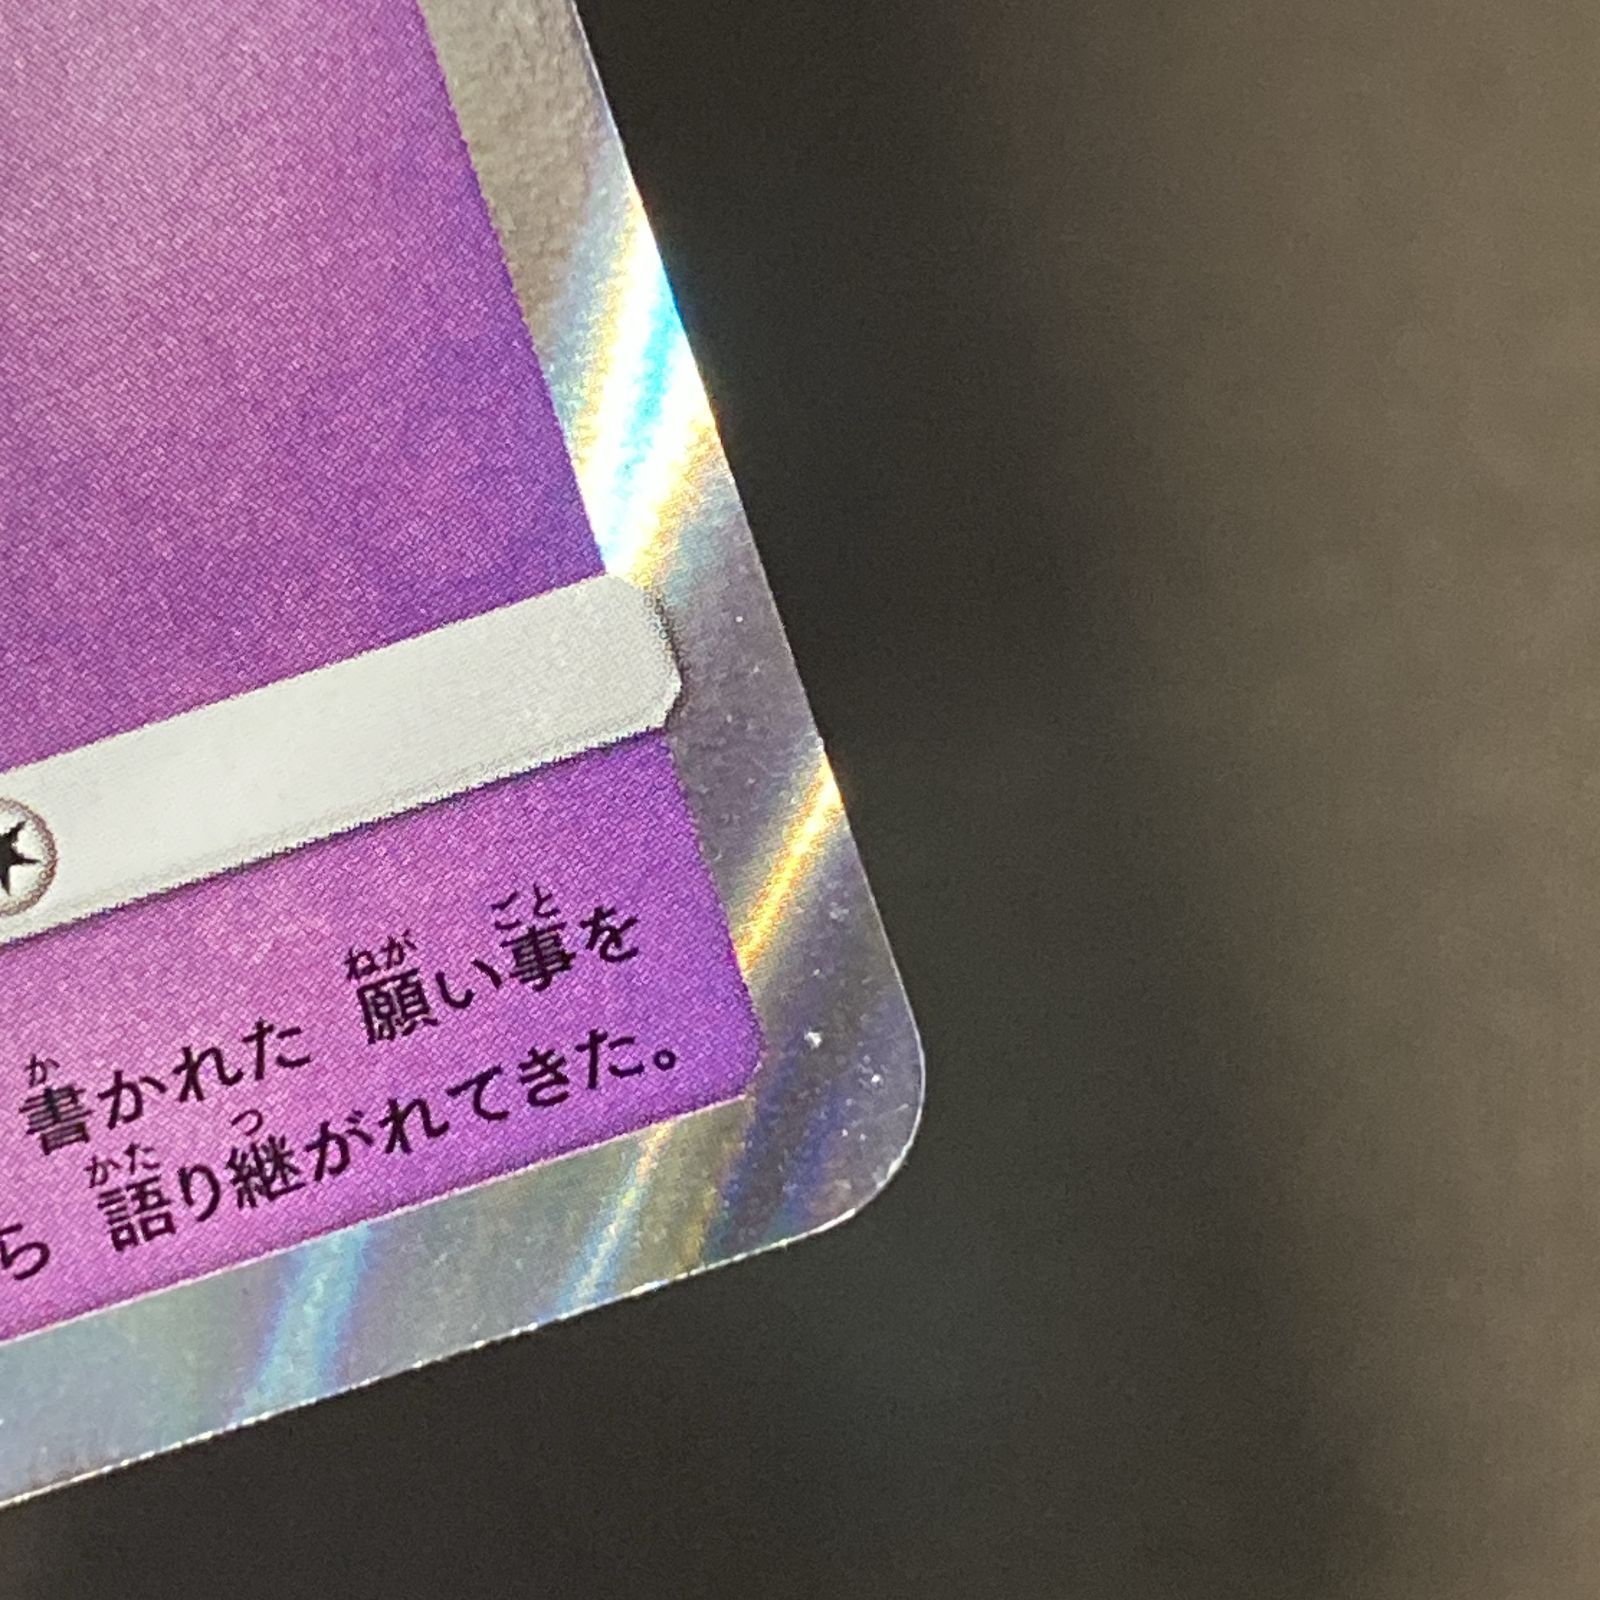 書かれた 願い事を
ら 語り継がれてきた。